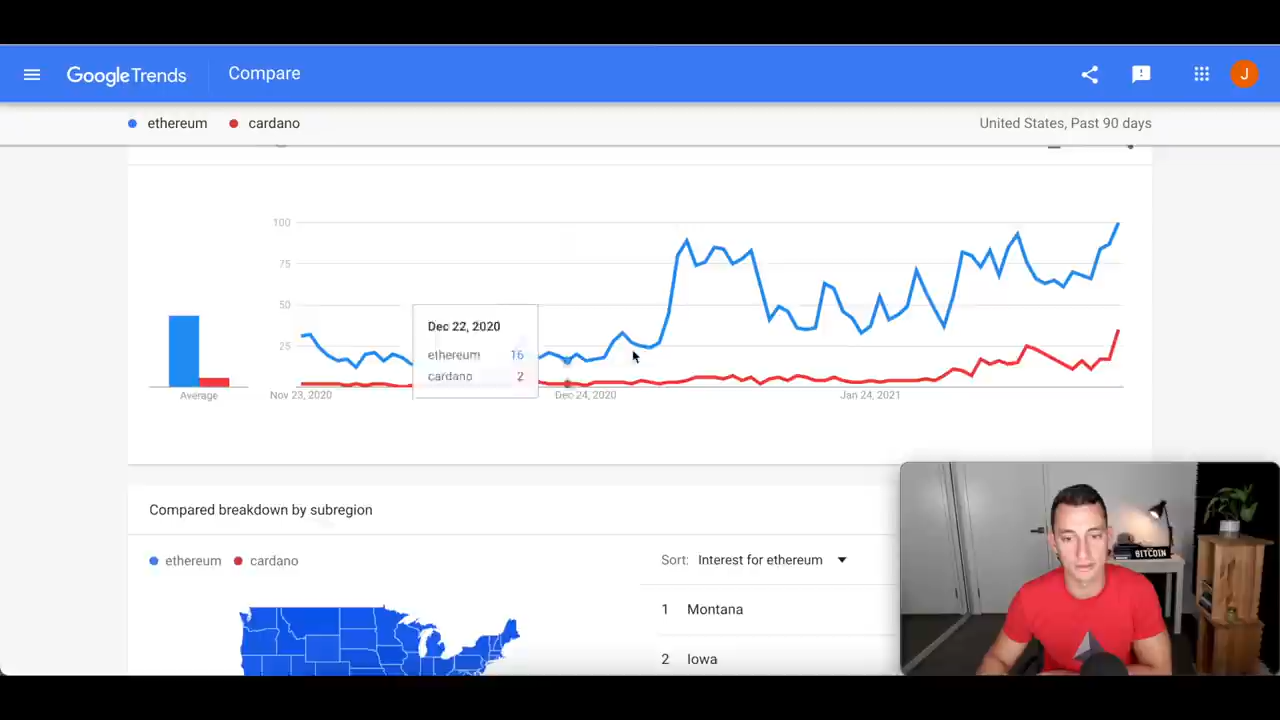 GoogleTrends
Compare
J
ethereum
cardano
United States, Past 90 days
100
75
50
25
Dec 22, 2020
ethereum 16
cardano 2
Average
Nov 23, 2020
Dec 24, 2020
Jan 24, 2021
Compared breakdown by subregion
ethereum
cardano
Sort: Interest for ethereum
1 Montana
2 Iowa
BITCOIN